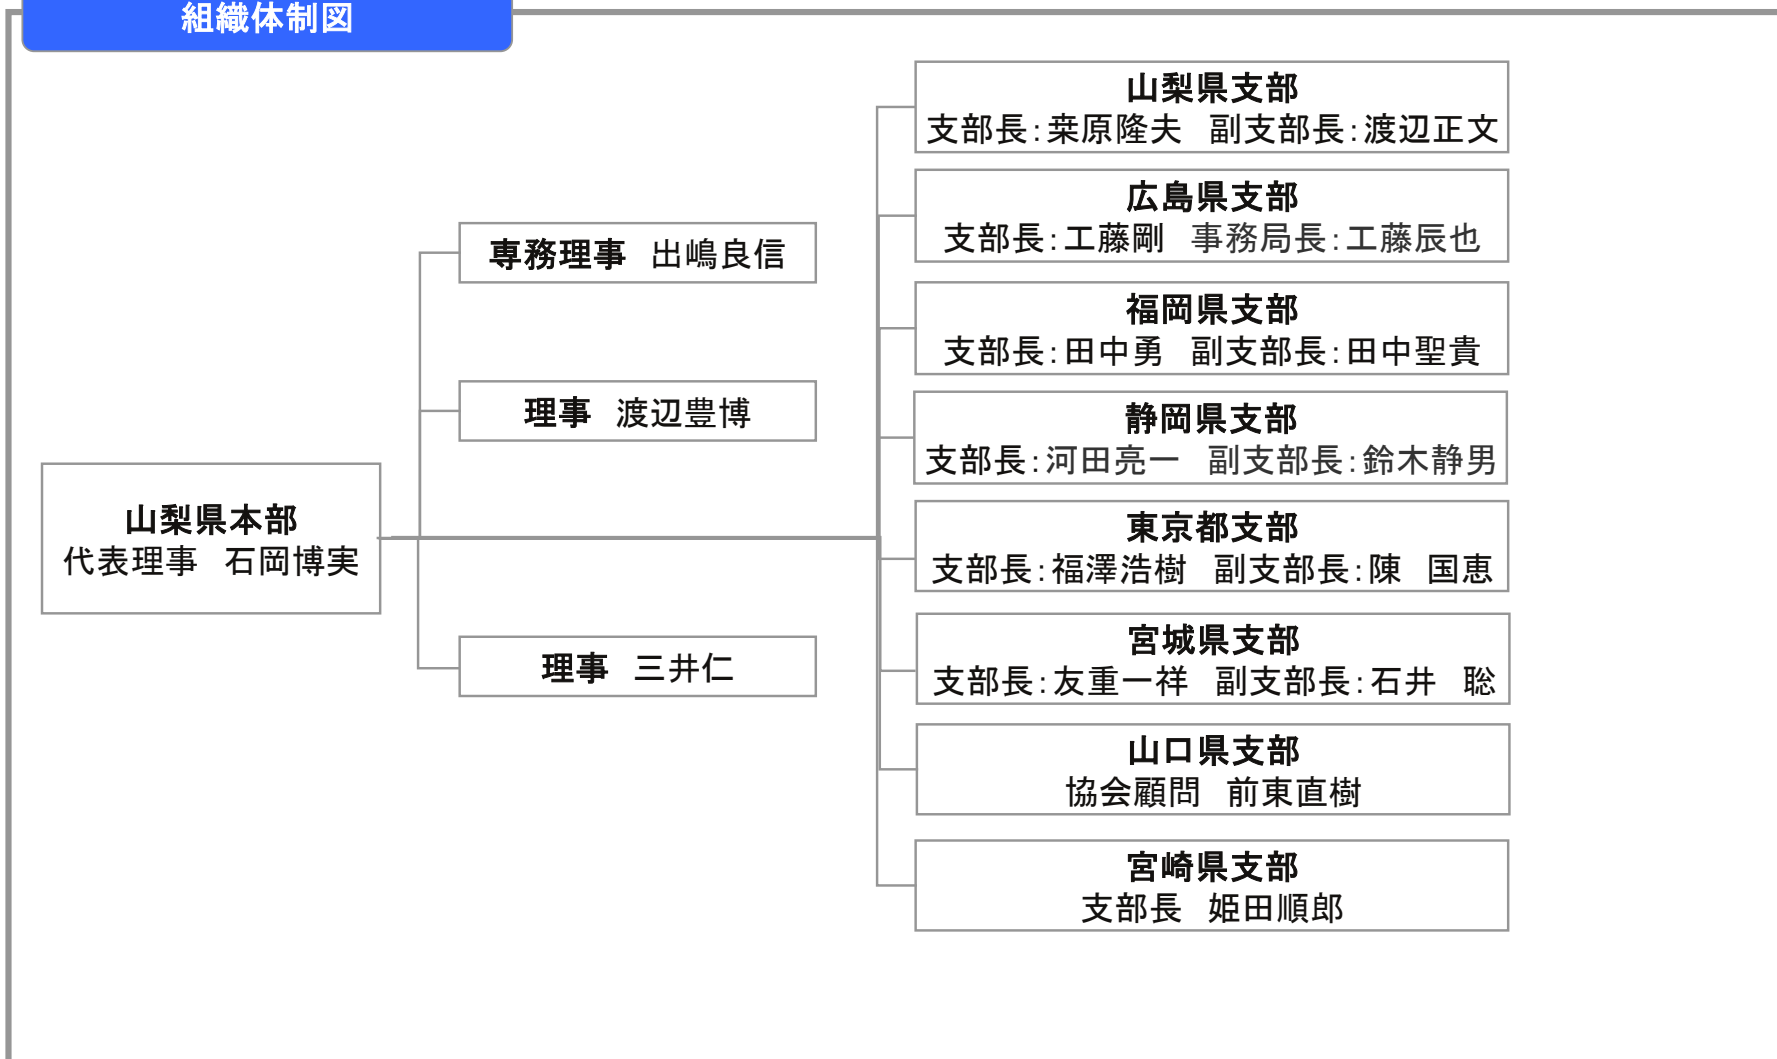 組織体制図
山梨県支部
支部長：桒原隆夫　副支部長：渡辺正文
広島県支部
支部長：工藤剛　事務局長：工藤辰也
専務理事　出嶋良信
福岡県支部
支部長：田中勇　副支部長：田中聖貴
理事　渡辺豊博
静岡県支部
支部長：河田亮一　副支部長：鈴木静男
山梨県本部
代表理事　石岡博実
東京都支部
支部長：福澤浩樹　副支部長：陳　国恵
宮城県支部
支部長：友重一祥　副支部長：石井　聡
理事　三井仁
山口県支部
協会顧問　前東直樹
宮崎県支部
支部長　姫田順郎